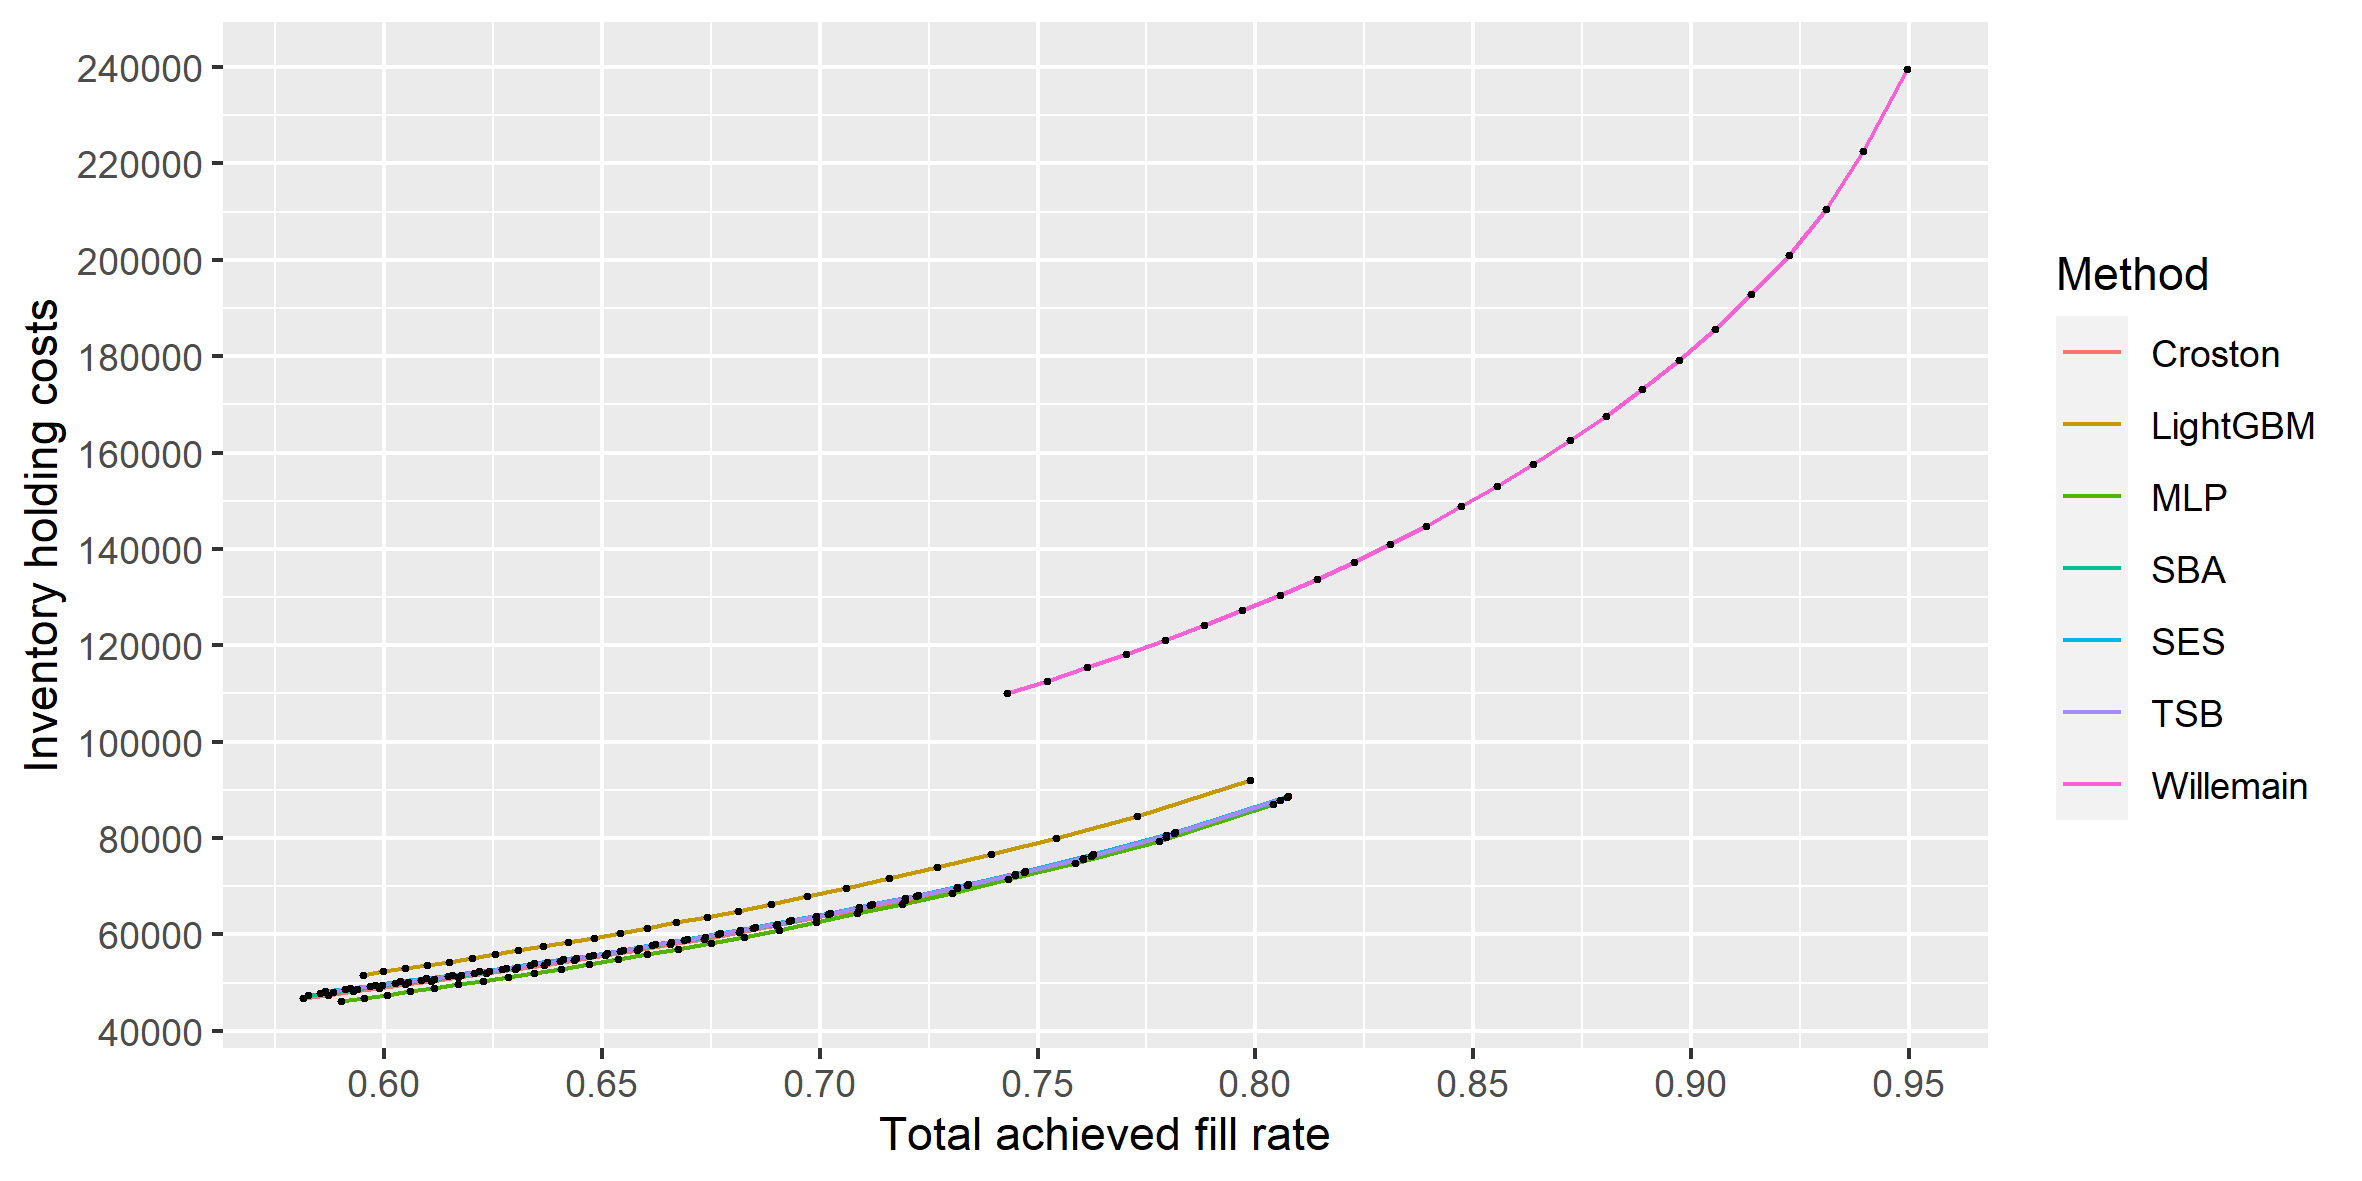 240000
220000
200000
180000
160000
140000
120000
100000
80000
60000
40000
Inventory holding costs
0.60 0.65 0.70 0.75 0.80 0.85 0.90 0.95
Total achieved fill rate
Method
Croston
LightGBM
MLP
SBA
SES
TSB
Willemain